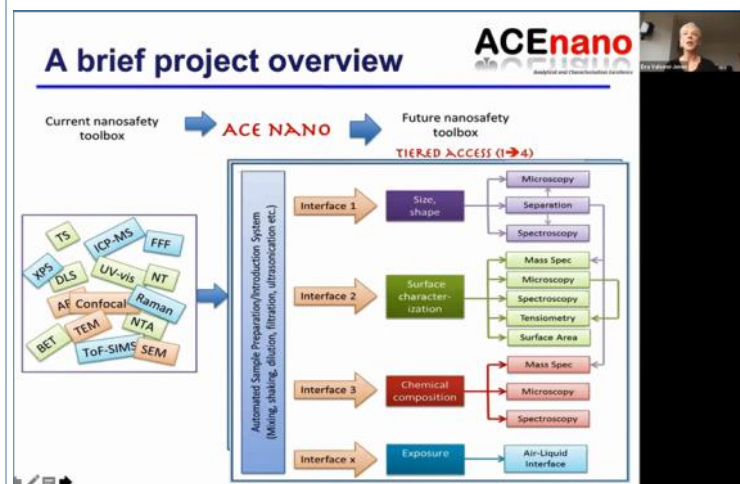 A brief project overview
ACEnano
Analytical and Characterisation Excellence
Current nanosafety
toolbox
ACE NANO
Future nanosafety
toolbox
TIERED ACCESS (1→4)
TS
ICP-MS
FFF
XPS
DLS
UV-vis
NT
AF
Confocal
Raman
BET
TEM
NTA
ToF-SIMS
SEM
Automated Sample Preparation/Introduction System
(Mixing, shaking, dilution, filtration, ultrasonication etc.)
Interface 1
Size,
shape
Microscopy
Separation
Spectroscopy
Interface 2
Surface
character-
ization
Mass Spec
Microscopy
Spectroscopy
Tensiometry
Surface Area
Interface 3
Chemical
composition
Mass Spec
Microscopy
Spectroscopy
Interface x
Exposure
Air-Liquid
Interface